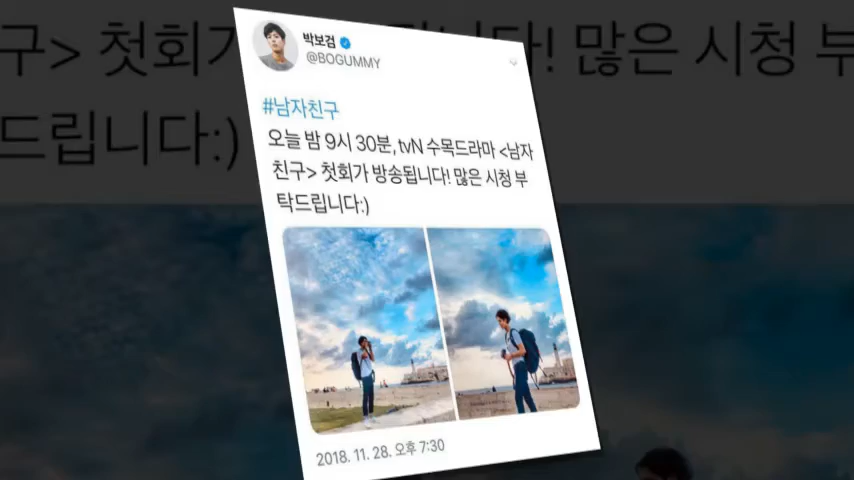 구> 첫회가
! 많은 시청 부
드립니다:)
박보검
@BOGUMMY
#남자친구
오늘 밤 9시 30분, tvN 수목드라마 <남자
친구> 첫회가 방송됩니다! 많은 시청 부
탁드립니다:)
2018. 11. 28. 오후 7:30